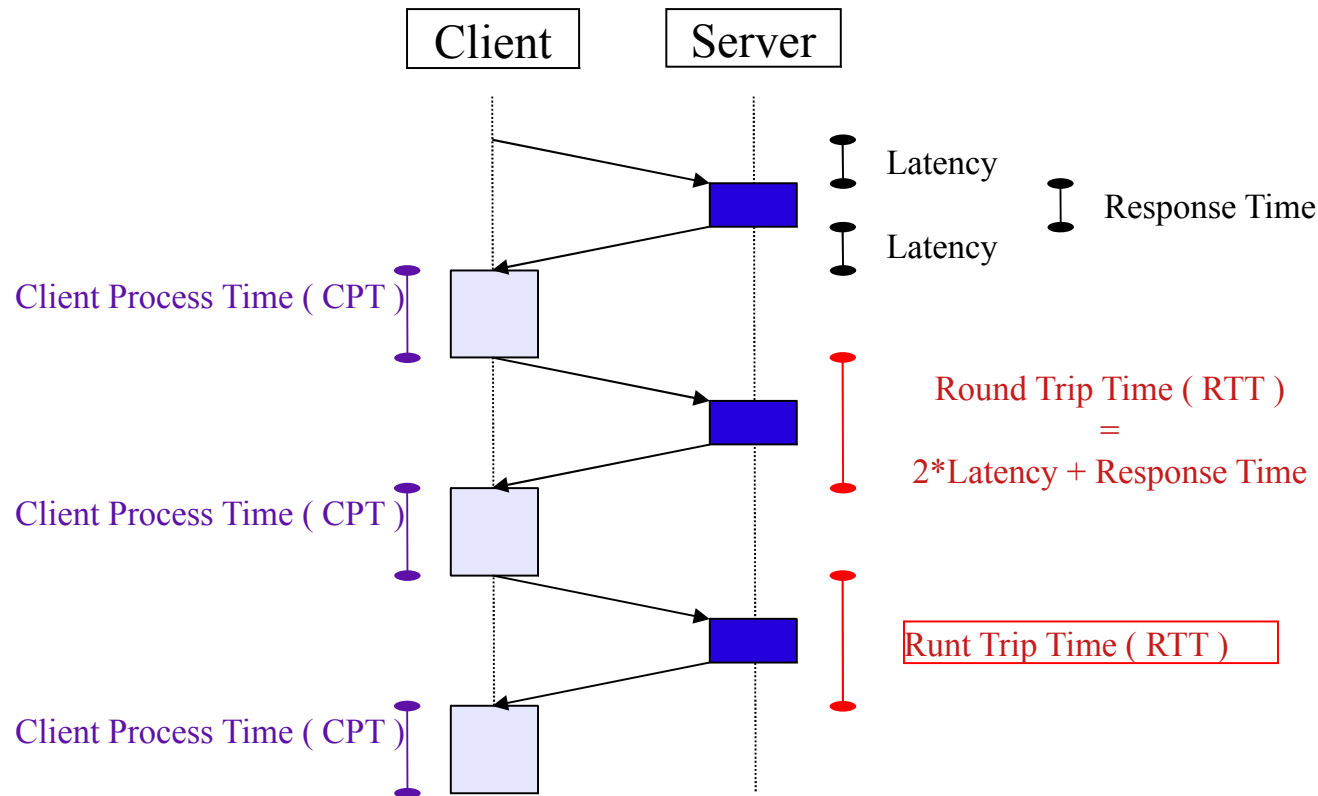 Client
Server
Latency
Response Time
Latency
Client Process Time ( CPT )
Round Trip Time ( RTT )
=
2*Latency + Response Time
Client Process Time ( CPT )
Runt Trip Time ( RTT )
Client Process Time ( CPT )